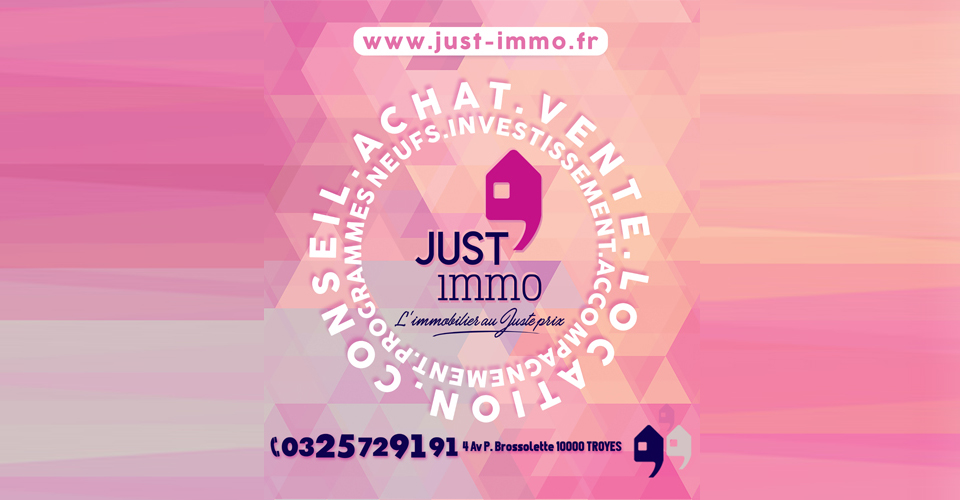 www.just-immo.fr
CONSEIL.ACHAT.VENTE.LOCATION.
PROGRAMMES NEUFS.INVESTISSEMENT.ACCOMPAGNEMENT.
JUST
immo
L'immobilier au Juste prix
0325729191 4 Av P. Brossolette 10000 TROYES